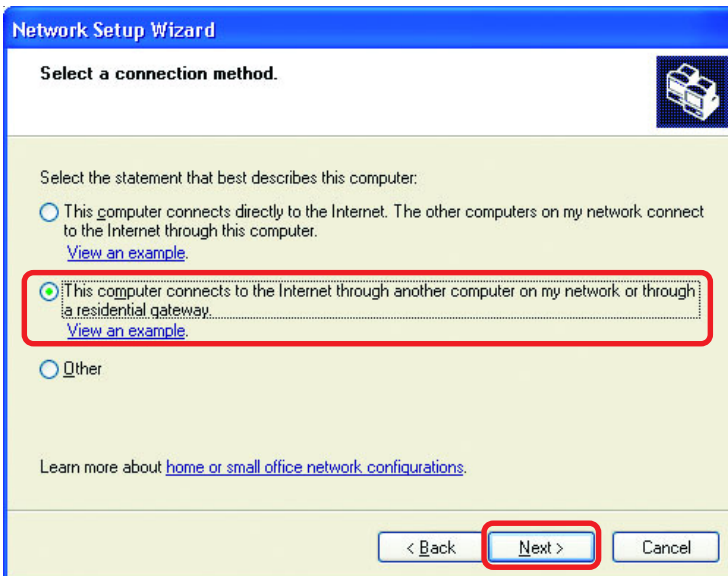 Network Setup Wizard
Select a connection method.
Select the statement that best describes this computer:
This computer connects directly to the Internet. The other computers on my network connect
to the Internet through this computer.
View an example.
This computer connects to the Internet through another computer on my network or through
a residential gateway.
View an example.
Other
Learn more about home or small office network configurations.
< Back
Next >
Cancel